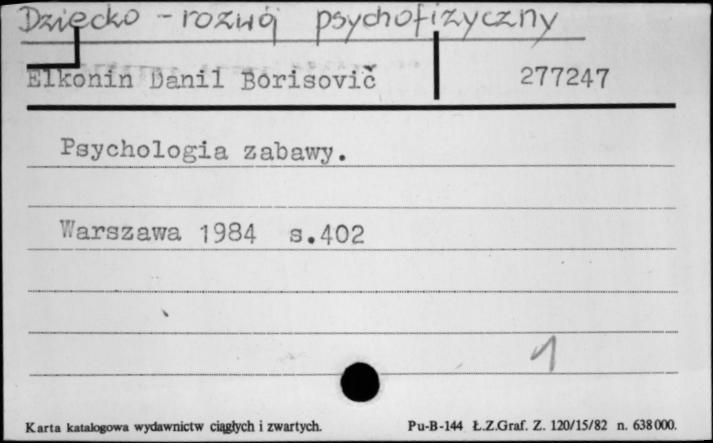 Dziecko - rozwój psychofizyczny
Elkonin Danil Borisovič 277247
Psychologia zabawy.
Warszawa 1984 s.402
1
Karta katalogowa wydawnictw ciągłych i zwartych. Pu-B-144 Ł.Z.Graf. Z. 120/15/82 n. 638000.